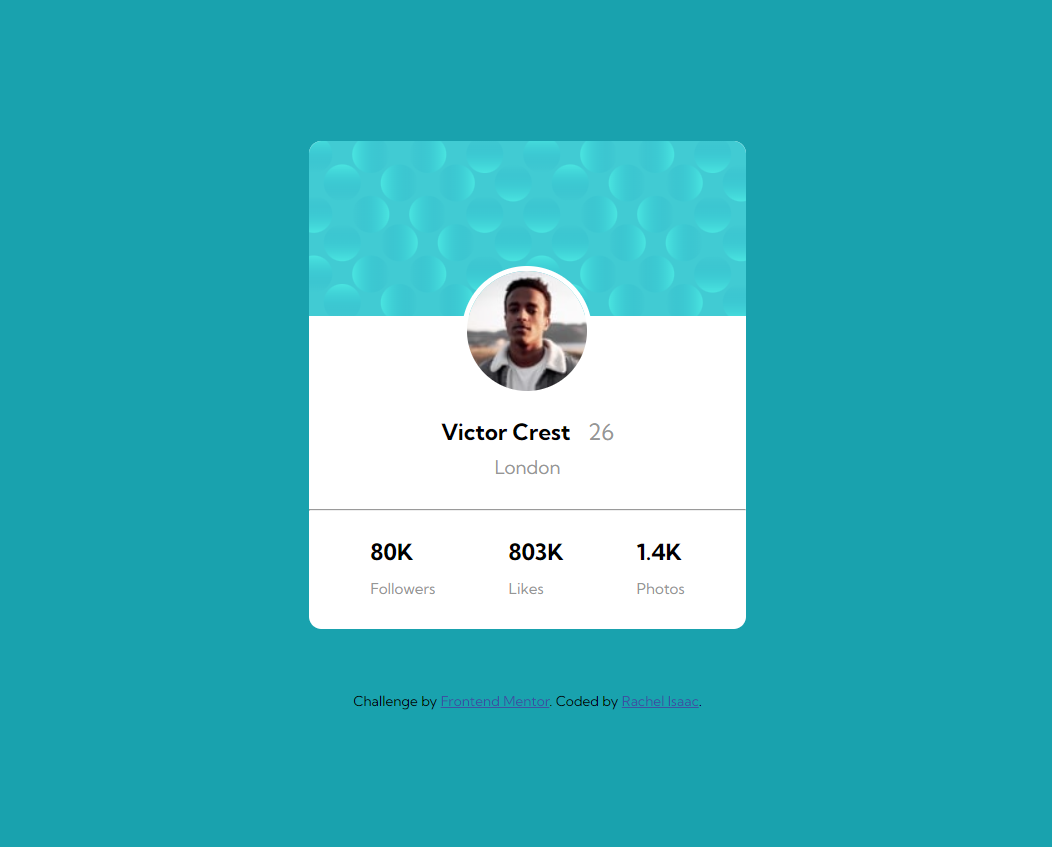 Victor Crest 26
London
80K 803K 1.4K
Followers Likes Photos
Challenge by Frontend Mentor. Coded by Rachel Isaac.